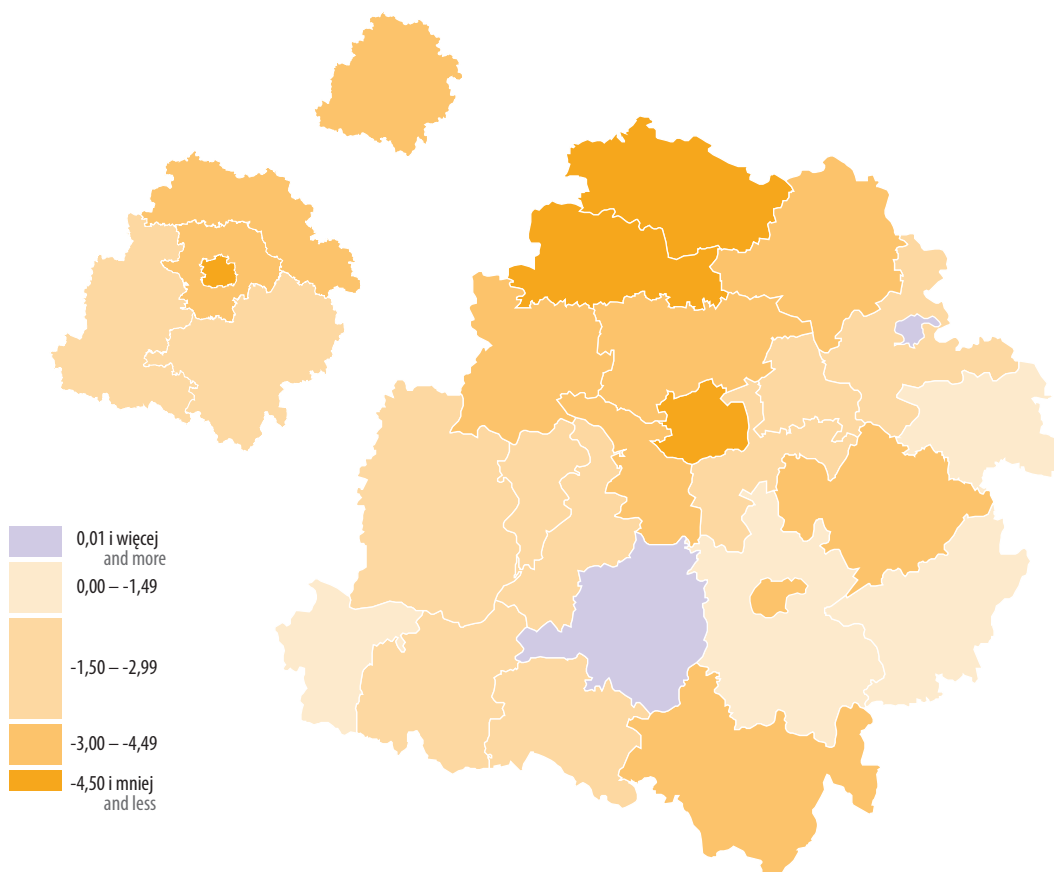 0,01 i więcej
and more
0,00 – -1,49
-1,50 – -2,99
-3,00 – -4,49
-4,50 i mniej
and less